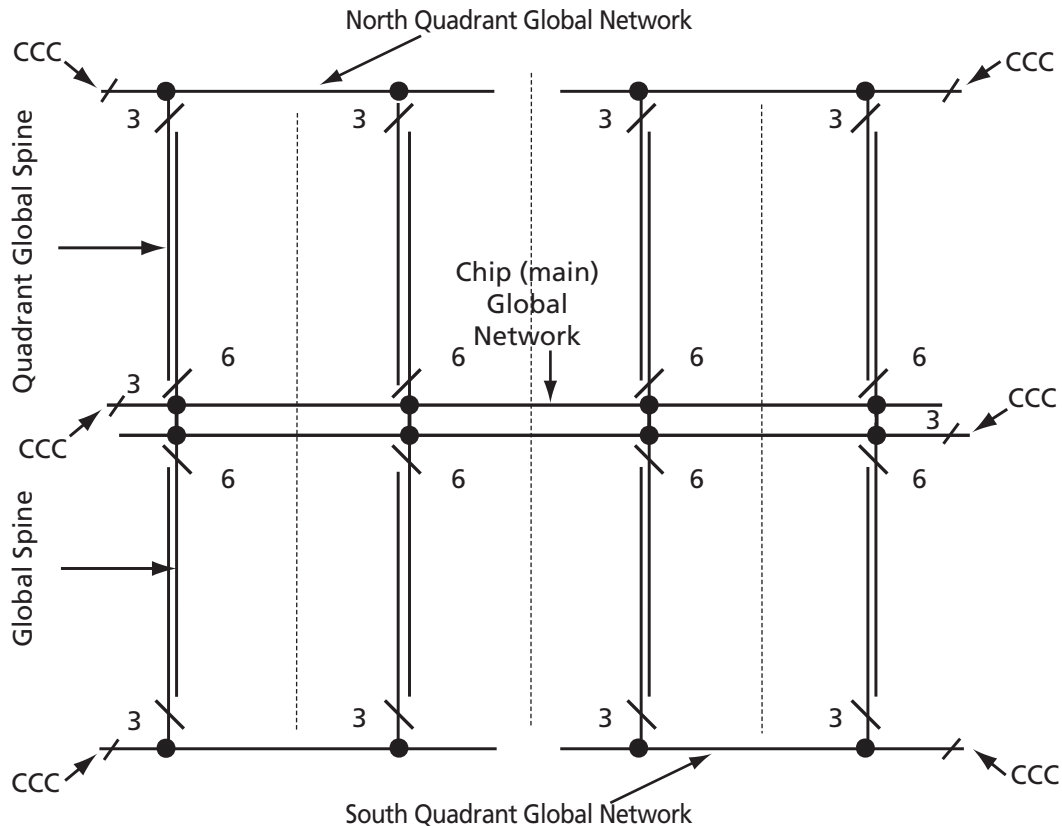 North Quadrant Global Network
CCC
CCC
3
3
3
3
Quadrant Global Spine
Chip (main)
Global
Network
6
6
6
6
3
CCC
CCC
3
6
6
6
6
Global Spine
3
3
3
3
CCC
CCC
South Quadrant Global Network